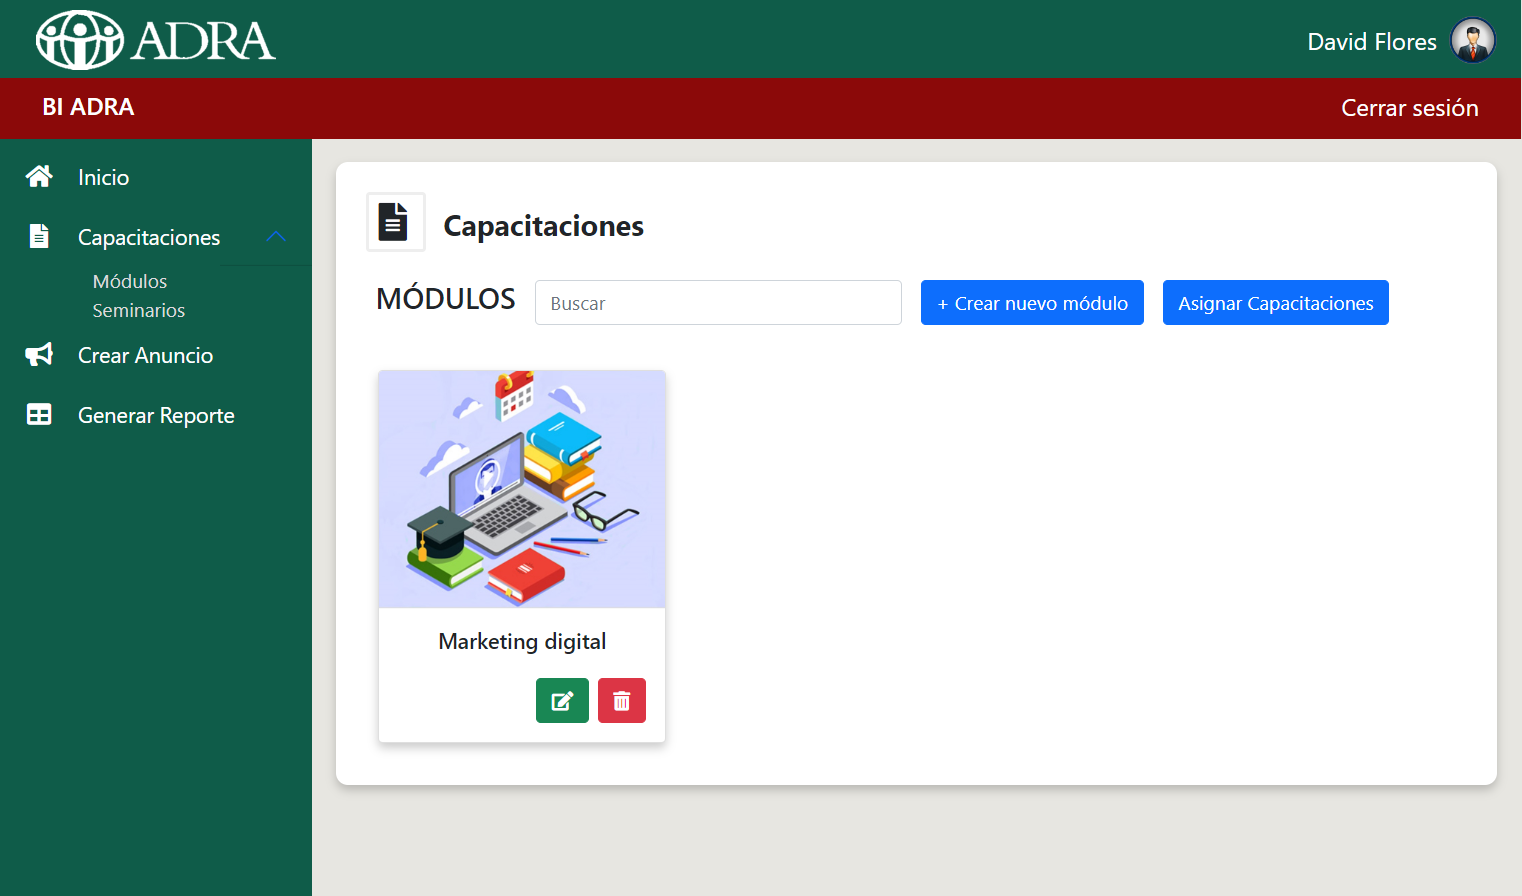 ADRA
David Flores
BI ADRA
Cerrar sesión
Inicio
Capacitaciones
Módulos
Seminarios
Crear Anuncio
Generar Reporte
Capacitaciones
MÓDULOS
Buscar
+ Crear nuevo módulo
Asignar Capacitaciones
Marketing digital